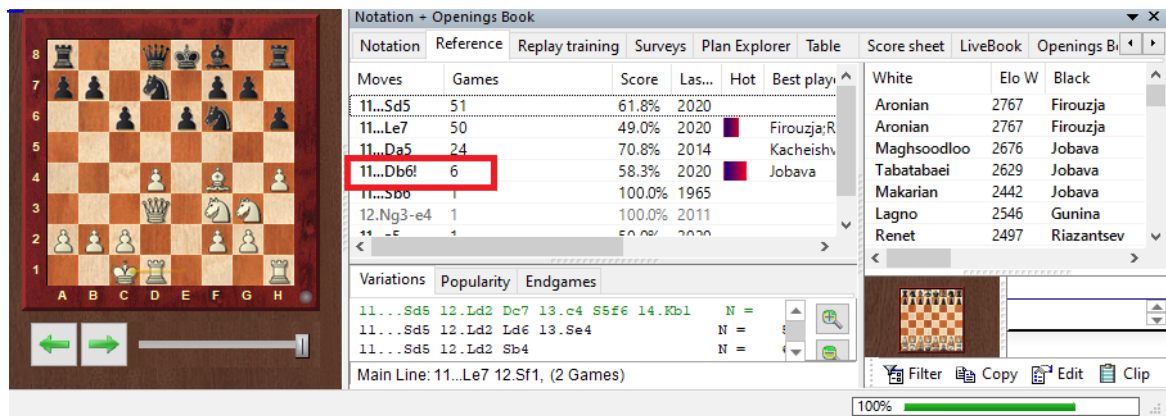 Notation + Openings Book
Notation Reference Replay training Surveys Plan Explorer Table
Score sheet LiveBook Openings
Moves Games Score Las... Hot Best play
11...Sd5 51 61.8% 2020
11...Le7 50 49.0% 2020 Firouzja;R
11...Da5 24 70.8% 2014 Kacheishv
11...Db6! 6 58.3% 2020 Jobava
11...Sb6 1 100.0% 1965
12.Ng3-e4 1 100.0% 2011
White Elo W Black
Aronian 2767 Firouzja
Aronian 2767 Firouzja
Maghsoodloo 2676 Jobava
Tabatabaei 2629 Jobava
Makarian 2442 Jobava
Lagno 2546 Gunina
Renet 2497 Riazantsev
8
7
6
5
4
3
2
1
A B C D E F G H
Variations Popularity Endgames
11...Sd5 12.Ld2 Dc7 13.c4 S5f6 14.Kb1 N =
11...Sd5 12.Ld2 Ld6 13.Se4 N =
11...Sd5 12.Ld2 Sb4 N =
Main Line: 11...Le7 12.Sf1, (2 Games)
Filter Copy Edit Clip
100%